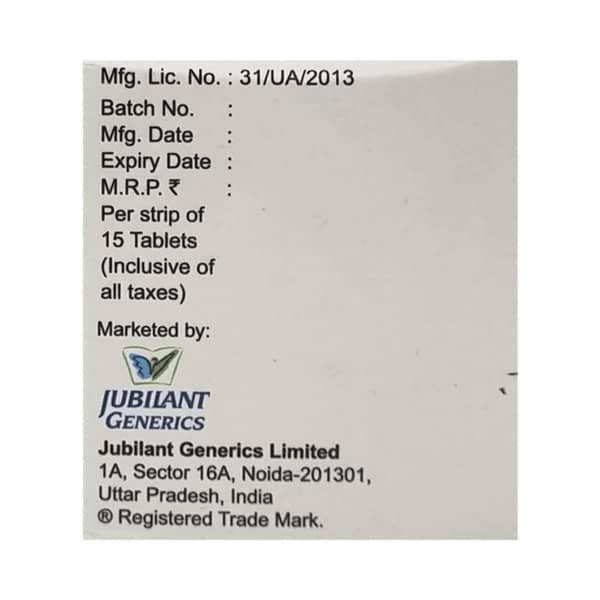 Mfg. Lic. No. : 31/UA/2013
Batch No. :
Mfg. Date :
Expiry Date :
M.R.P. ₹ :
Per strip of
15 Tablets
(Inclusive of
all taxes)
Marketed by:
JUBILANT
GENERICS
Jubilant Generics Limited
1A, Sector 16A, Noida-201301,
Uttar Pradesh, India
® Registered Trade Mark.